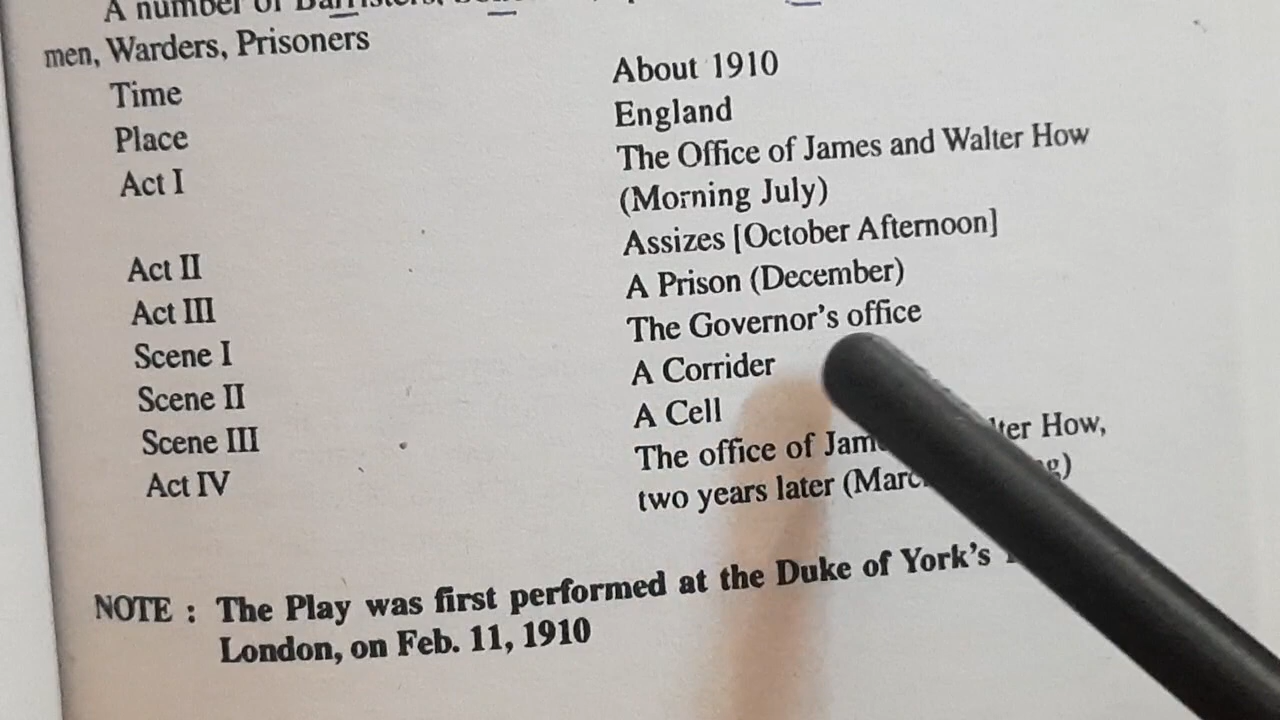 A number of Barristers,
men, Warders, Prisoners
Time About 1910
Place England
Act I The Office of James and Walter How
(Morning July)
Act II Assizes [October Afternoon]
Act III A Prison (December)
Scene I The Governor's office
Scene II A Corrider
Scene III A Cell
Act IV The office of How,
two years later
NOTE : The Play was first performed at the Duke of York's
London, on Feb. 11, 1910